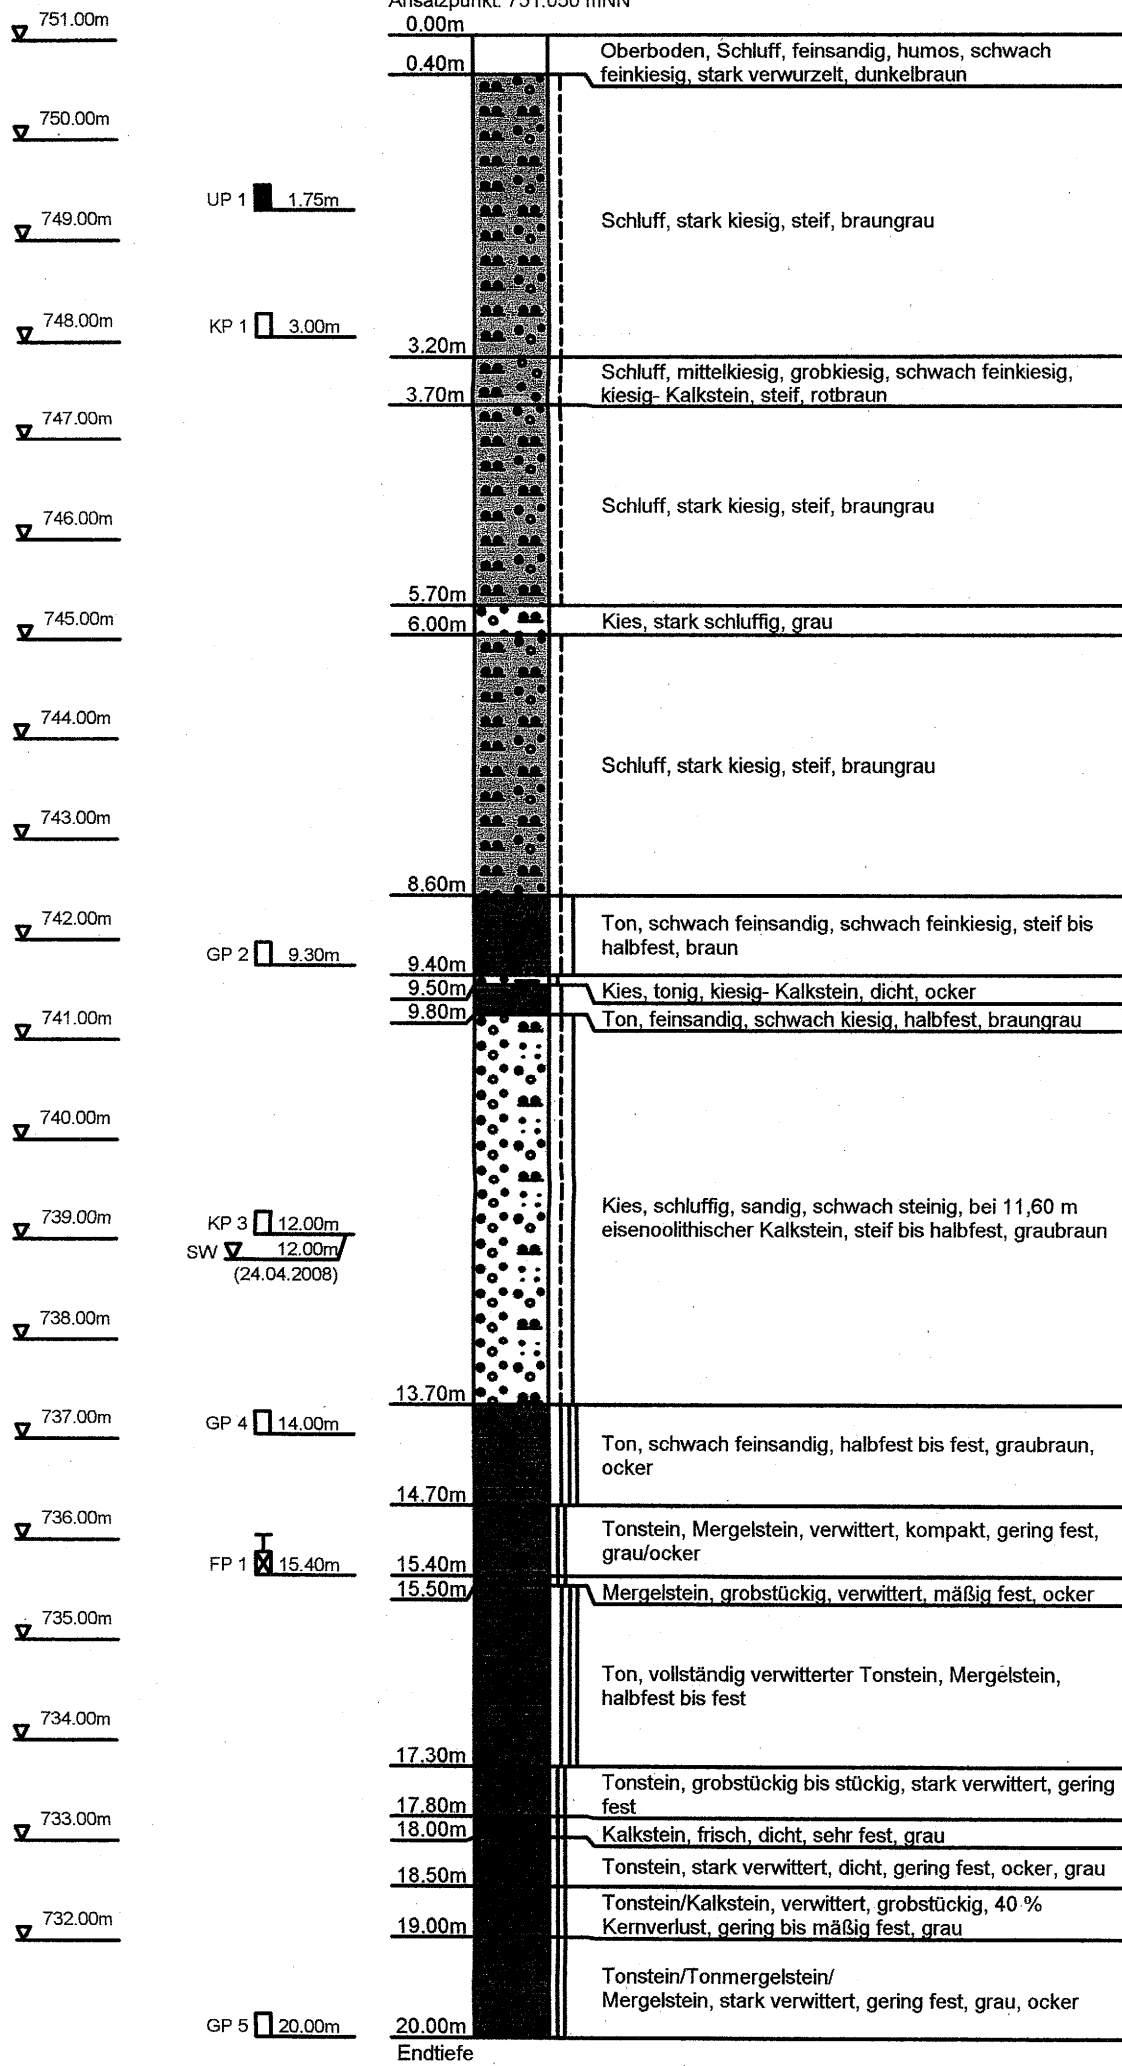 Ansatzpunkt: 751.050 mNN
751.00m
0.00m
Oberboden, Schluff, feinsandig, humos, schwach
feinkiesig, stark verwurzelt, dunkelbraun
0.40m
750.00m
UP 1 1.75m
749.00m
Schluff, stark kiesig, steif, braungrau
748.00m
KP 1 3.00m
3.20m
Schluff, mittelkiesig, grobkiesig, schwach feinkiesig,
kiesig- Kalkstein, steif, rotbraun
3.70m
747.00m
746.00m
Schluff, stark kiesig, steif, braungrau
5.70m
745.00m
Kies, stark schluffig, grau
6.00m
744.00m
Schluff, stark kiesig, steif, braungrau
743.00m
8.60m
742.00m
Ton, schwach feinsandig, schwach feinkiesig, steif bis
halbfest, braun
GP 2 9.30m
9.40m
9.50m
Kies, tonig, kiesig- Kalkstein, dicht, ocker
741.00m
9.80m
Ton, feinsandig, schwach kiesig, halbfest, braungrau
740.00m
739.00m
Kies, schluffig, sandig, schwach steinig, bei 11,60 m
eisenoolithischer Kalkstein, steif bis halbfest, graubraun
KP 3 12.00m
SW 12.00m
(24.04.2008)
738.00m
13.70m
737.00m
GP 4 14.00m
Ton, schwach feinsandig, halbfest bis fest, graubraun,
ocker
14.70m
736.00m
Tonstein, Mergelstein, verwittert, kompakt, gering fest,
grau/ocker
FP 1 15.40m
15.40m
15.50m
Mergelstein, grobstückig, verwittert, mäßig fest, ocker
735.00m
Ton, vollständig verwitterter Tonstein, Mergelstein,
halbfest bis fest
734.00m
17.30m
Tonstein, grobstückig bis stückig, stark verwittert, gering
fest
17.80m
733.00m
18.00m
Kalkstein, frisch, dicht, sehr fest, grau
Tonstein, stark verwittert, dicht, gering fest, ocker, grau
18.50m
Tonstein/Kalkstein, verwittert, grobstückig, 40 %
Kernverlust, gering bis mäßig fest, grau
732.00m
19.00m
Tonstein/Tonmergelstein/
Mergelstein, stark verwittert, gering fest, grau, ocker
GP 5 20.00m
20.00m
Endtiefe